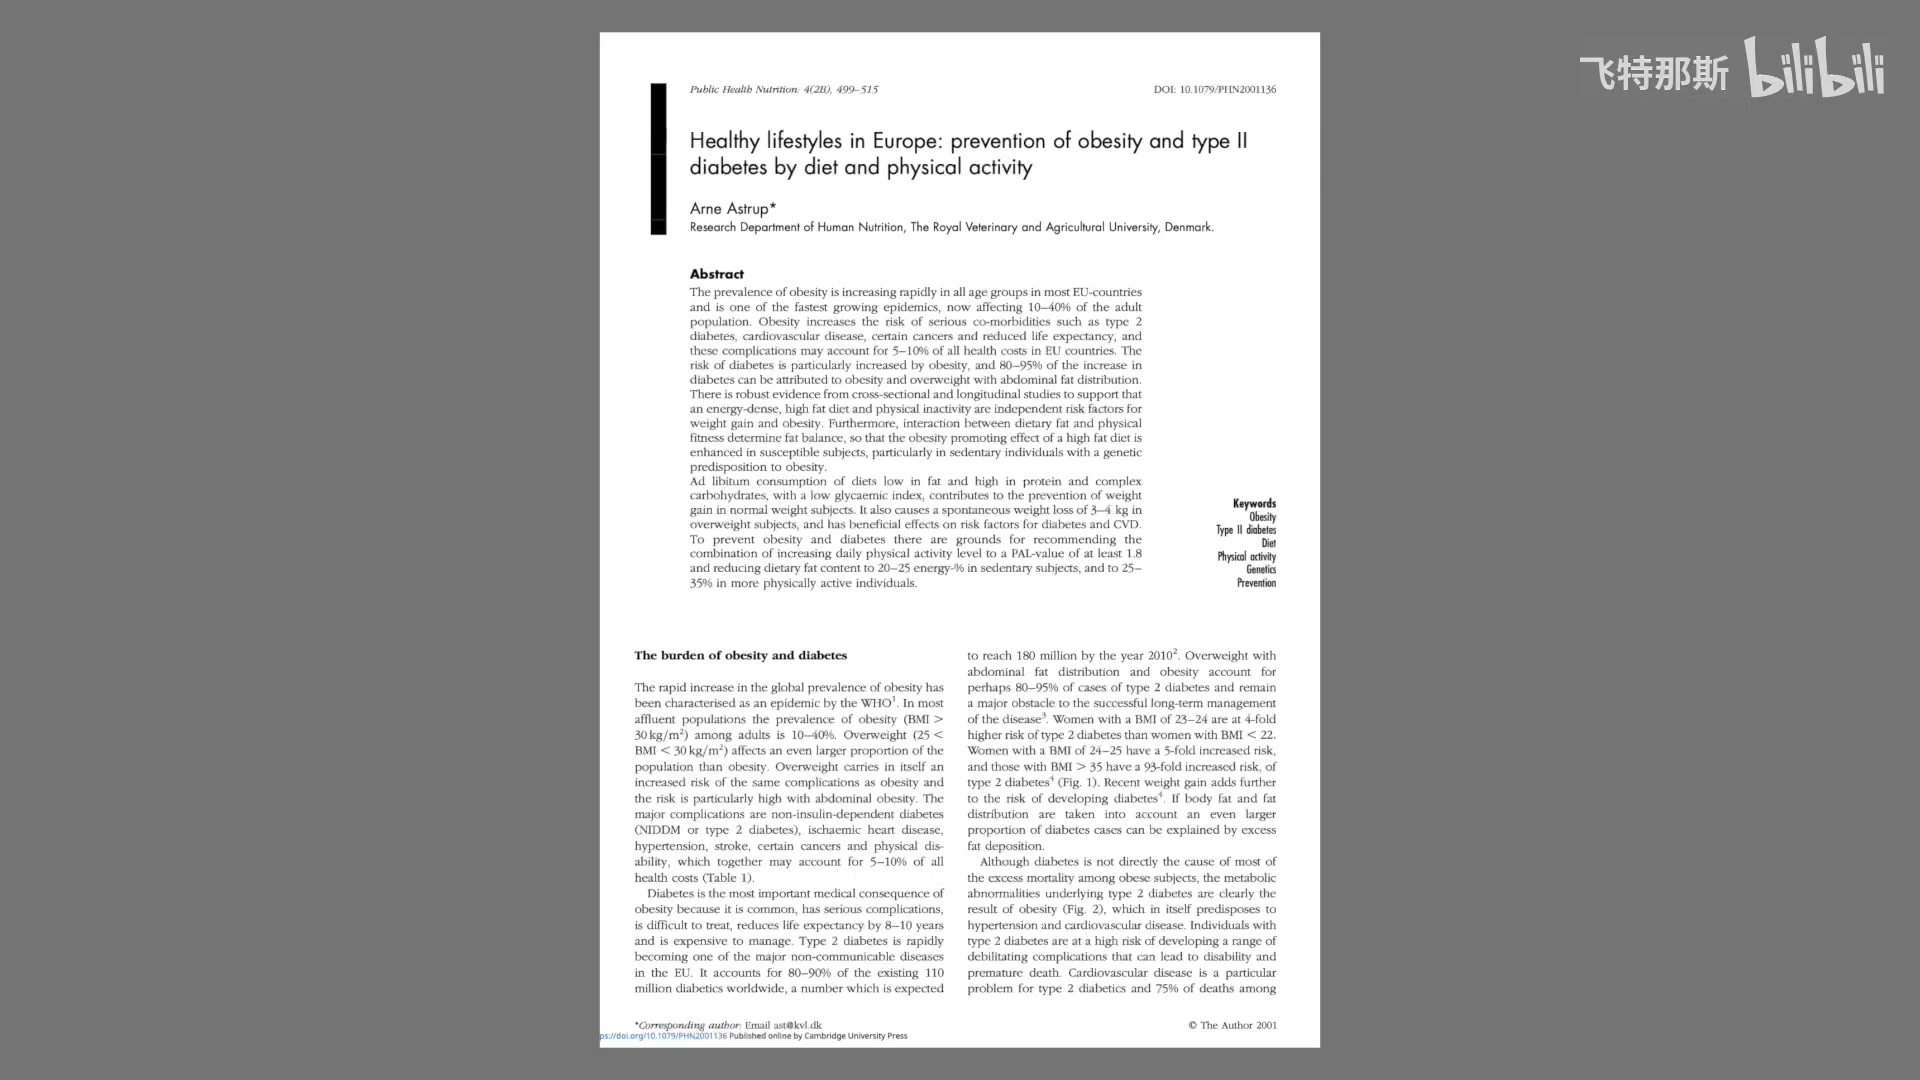 飞特那斯 bilibili
Public Health Nutrition: 4(2B), 499–515
DOI: 10.1079/PHN2001136
Healthy lifestyles in Europe: prevention of obesity and type II
diabetes by diet and physical activity
Arne Astrup*
Research Department of Human Nutrition, The Royal Veterinary and Agricultural University, Denmark.
Abstract
The prevalence of obesity is increasing rapidly in all age groups in most EU-countries
and is one of the fastest growing epidemics, now affecting 10–40% of the adult
population. Obesity increases the risk of serious co-morbidities such as type 2
diabetes, cardiovascular disease, certain cancers and reduced life expectancy, and
these complications may account for 5–10% of all health costs in EU countries. The
risk of diabetes is particularly increased by obesity, and 80–95% of the increase in
diabetes can be attributed to obesity and overweight with abdominal fat distribution.
There is robust evidence from cross-sectional and longitudinal studies to support that
an energy-dense, high fat diet and physical inactivity are independent risk factors for
weight gain and obesity. Furthermore, interaction between dietary fat and physical
fitness determine fat balance, so that the obesity promoting effect of a high fat diet is
enhanced in susceptible subjects, particularly in sedentary individuals with a genetic
predisposition to obesity.
Ad libitum consumption of diets low in fat and high in protein and complex
carbohydrates, with a low glycaemic index, contributes to the prevention of weight
gain in normal weight subjects. It also causes a spontaneous weight loss of 3–4 kg in
overweight subjects, and has beneficial effects on risk factors for diabetes and CVD.
To prevent obesity and diabetes there are grounds for recommending the
combination of increasing daily physical activity level to a PAL-value of at least 1.8
and reducing dietary fat content to 20–25 energy-% in sedentary subjects, and to 25–
35% in more physically active individuals.
Keywords
Obesity
Type II diabetes
Diet
Physical activity
Genetics
Prevention
The burden of obesity and diabetes
The rapid increase in the global prevalence of obesity has
been characterised as an epidemic by the WHO1. In most
affluent populations the prevalence of obesity (BMI >
30 kg/m2) among adults is 10–40%. Overweight (25 <
BMI < 30 kg/m2) affects an even larger proportion of the
population than obesity. Overweight carries in itself an
increased risk of the same complications as obesity and
the risk is particularly high with abdominal obesity. The
major complications are non-insulin-dependent diabetes
(NIDDM or type 2 diabetes), ischaemic heart disease,
hypertension, stroke, certain cancers and physical dis-
ability, which together may account for 5–10% of all
health costs (Table 1).
Diabetes is the most important medical consequence of
obesity because it is common, has serious complications,
is difficult to treat, reduces life expectancy by 8–10 years
and is expensive to manage. Type 2 diabetes is rapidly
becoming one of the major non-communicable diseases
in the EU. It accounts for 80–90% of the existing 110
million diabetics worldwide, a number which is expected
to reach 180 million by the year 20102. Overweight with
abdominal fat distribution and obesity account for
perhaps 80–95% of cases of type 2 diabetes and remain
a major obstacle to the successful long-term management
of the disease3. Women with a BMI of 23–24 are at 4-fold
higher risk of type 2 diabetes than women with BMI < 22.
Women with a BMI of 24–25 have a 5-fold increased risk,
and those with BMI > 35 have a 93-fold increased risk, of
type 2 diabetes4 (Fig. 1). Recent weight gain adds further
to the risk of developing diabetes4. If body fat and fat
distribution are taken into account an even larger
proportion of diabetes cases can be explained by excess
fat deposition.
Although diabetes is not directly the cause of most of
the excess mortality among obese subjects, the metabolic
abnormalities underlying type 2 diabetes are clearly the
result of obesity (Fig. 2), which in itself predisposes to
hypertension and cardiovascular disease. Individuals with
type 2 diabetes are at a high risk of developing a range of
debilitating complications that can lead to disability and
premature death. Cardiovascular disease is a particular
problem for type 2 diabetics and 75% of deaths among
*Corresponding author: Email ast@kvl.dk
© The Author 2001
ps://doi.org/10.1079/PHN2001136 Published online by Cambridge University Press